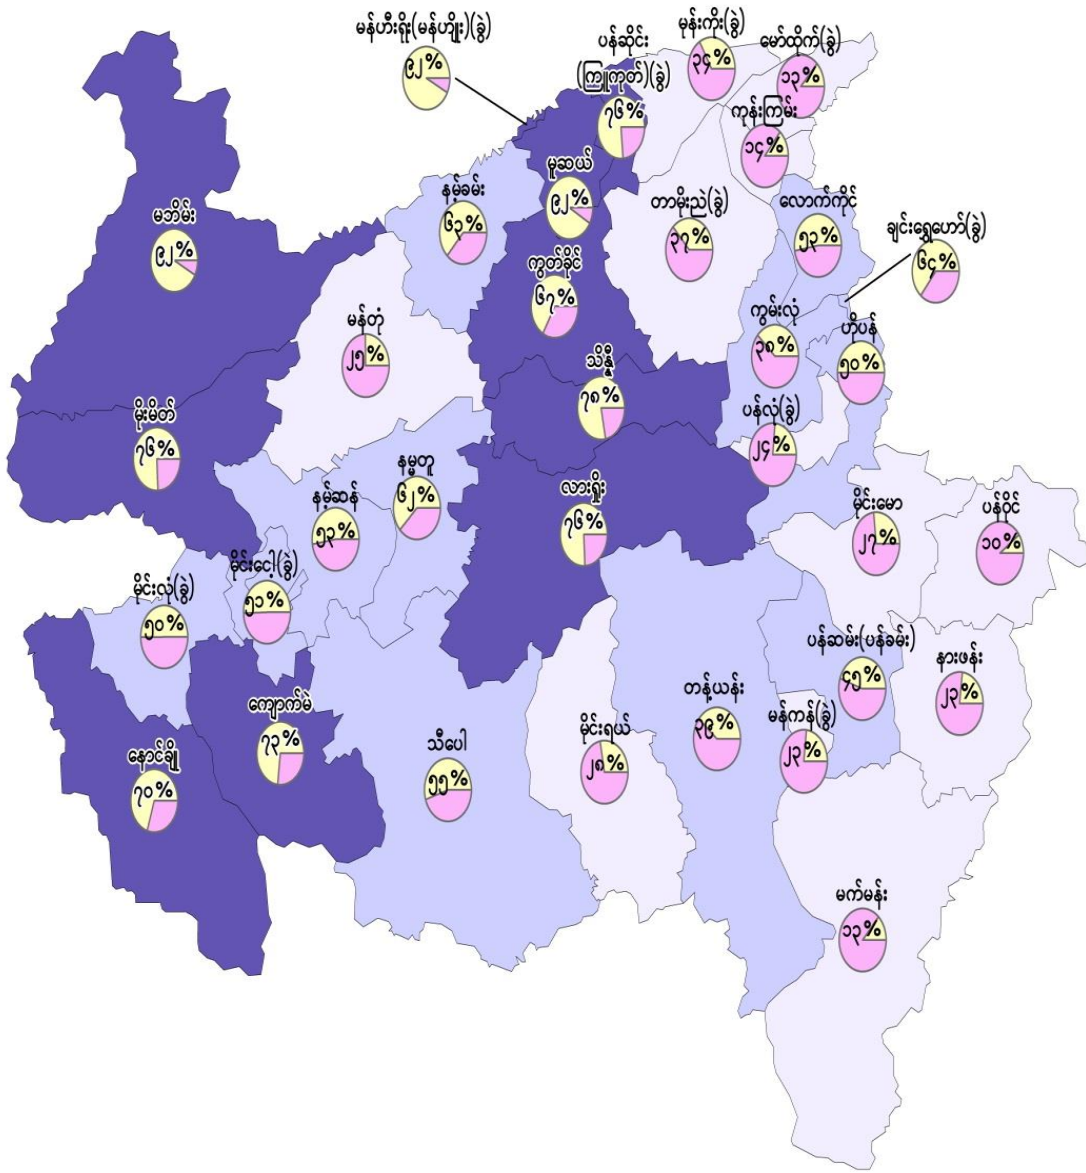 မန်ဟီးရိုး(မန်ဟျိုး)(ခွဲ)
၉၂%
ပန်ဆိုင်း
(ကြူကုတ်)(ခွဲ)
၇၆%
မုန်းကိုး(ခွဲ)
၃၄%
မော်ထိုက်(ခွဲ)
၁၃%
ကုန်းကြမ်း
၁၄%
မူဆယ်
၉၂%
နမ့်ခမ်း
၆၃%
တာမိုးညဲ(ခွဲ)
၃၇%
လောက်ကိုင်
၅၃%
ချင်းရွှေဟော်(ခွဲ)
၆၄%
မဘိမ်း
၉၂%
ကွတ်ခိုင်
၆၇%
မန်တုံ
၂၅%
ကွမ်းလုံ
၃၈%
ဟိုပန်
၅၀%
သိန္နီ
၇၈%
မိုးမိတ်
၇၆%
ပန်လုံ(ခွဲ)
၂၄%
နမ္မတူ
၆၂%
နမ့်ဆန်
၅၃%
လားရှိုး
၇၆%
မိုင်းမော
၂၇%
ပန်ဝိုင်
၁၀%
မိုင်းငေါ့(ခွဲ)
၅၁%
မိုင်းလုံ(ခွဲ)
၅၀%
ပန်ဆမ်း(ပန်ခမ်း)
၄၅%
နားဖန်း
၂၃%
ကျောက်မဲ
၇၃%
တန့်ယန်း
၃၉%
မန်ကန်(ခွဲ)
၂၃%
မိုင်းရယ်
၂၈%
သီပေါ
၅၅%
နောင်ချို
၇၀%
မက်မန်း
၁၃%